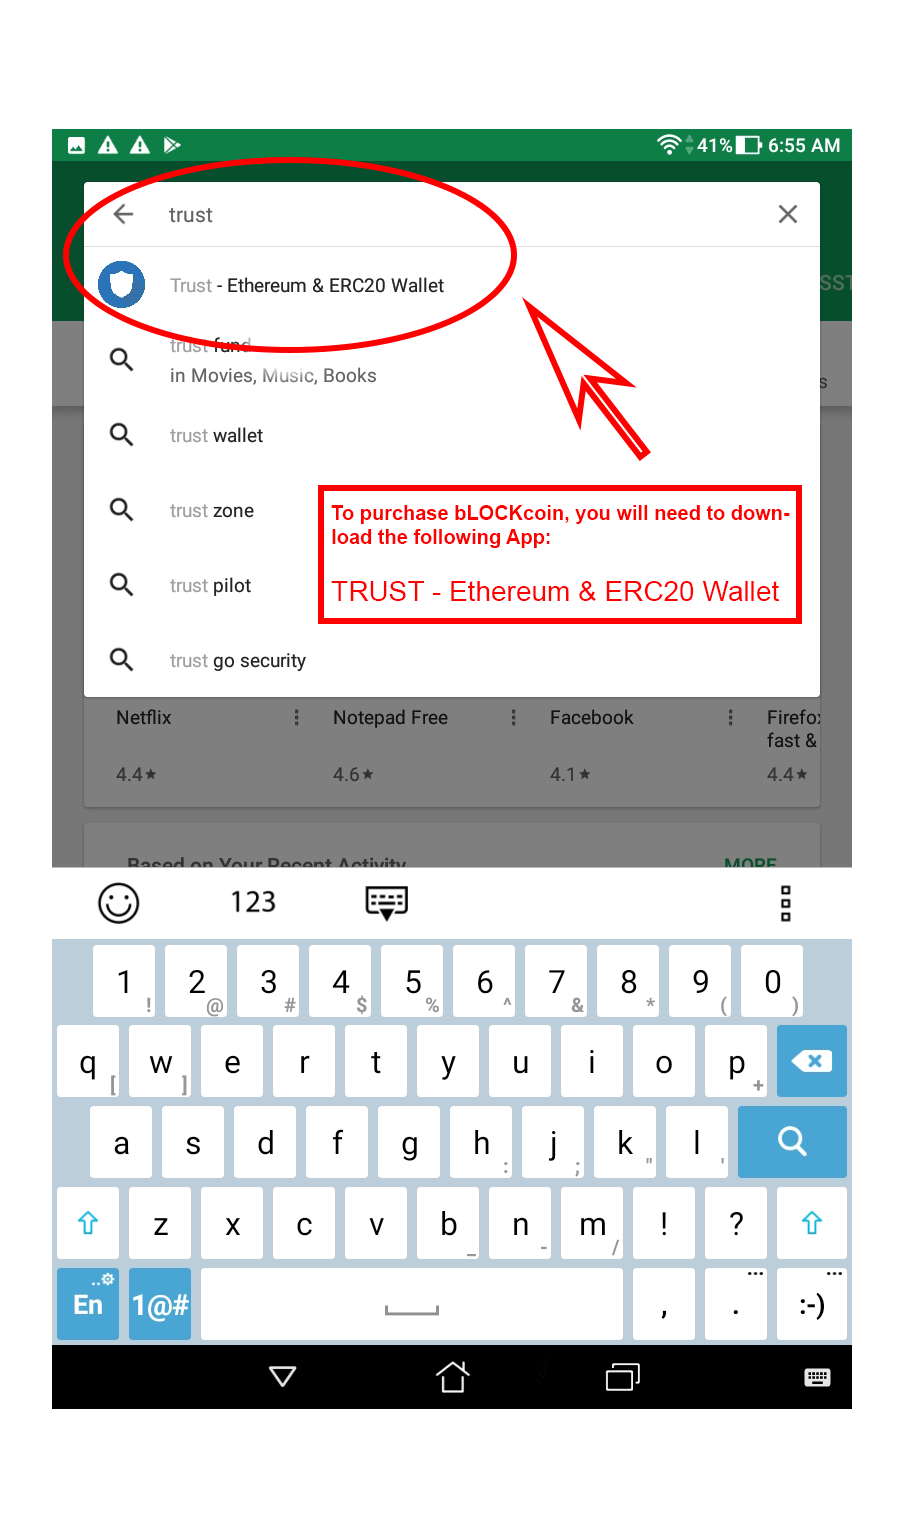 41% 6:55 AM
trust
SST
Trust - Ethereum & ERC20 Wallet
trust fund
in Movies, Music, Books
s
trust wallet
trust zone
To purchase bLOCKcoin, you will need to down-
load the following App:
TRUST - Ethereum & ERC20 Wallet
trust pilot
trust go security
Netflix Notepad Free Facebook Firefox
fast &
4.4★ 4.6★ 4.1★ 4.4★
Based on Your Recent Activity MORE
123
1 ! 2 @ 3 # 4 $ 5 % 6 ^ 7 & 8 * 9 ( 0 )
q [ w ] e r t y u i o p +
a s d f g h : j ; k " l '
z x c v b _ n - m / ! ?
En 1@# , . ... :-) ...